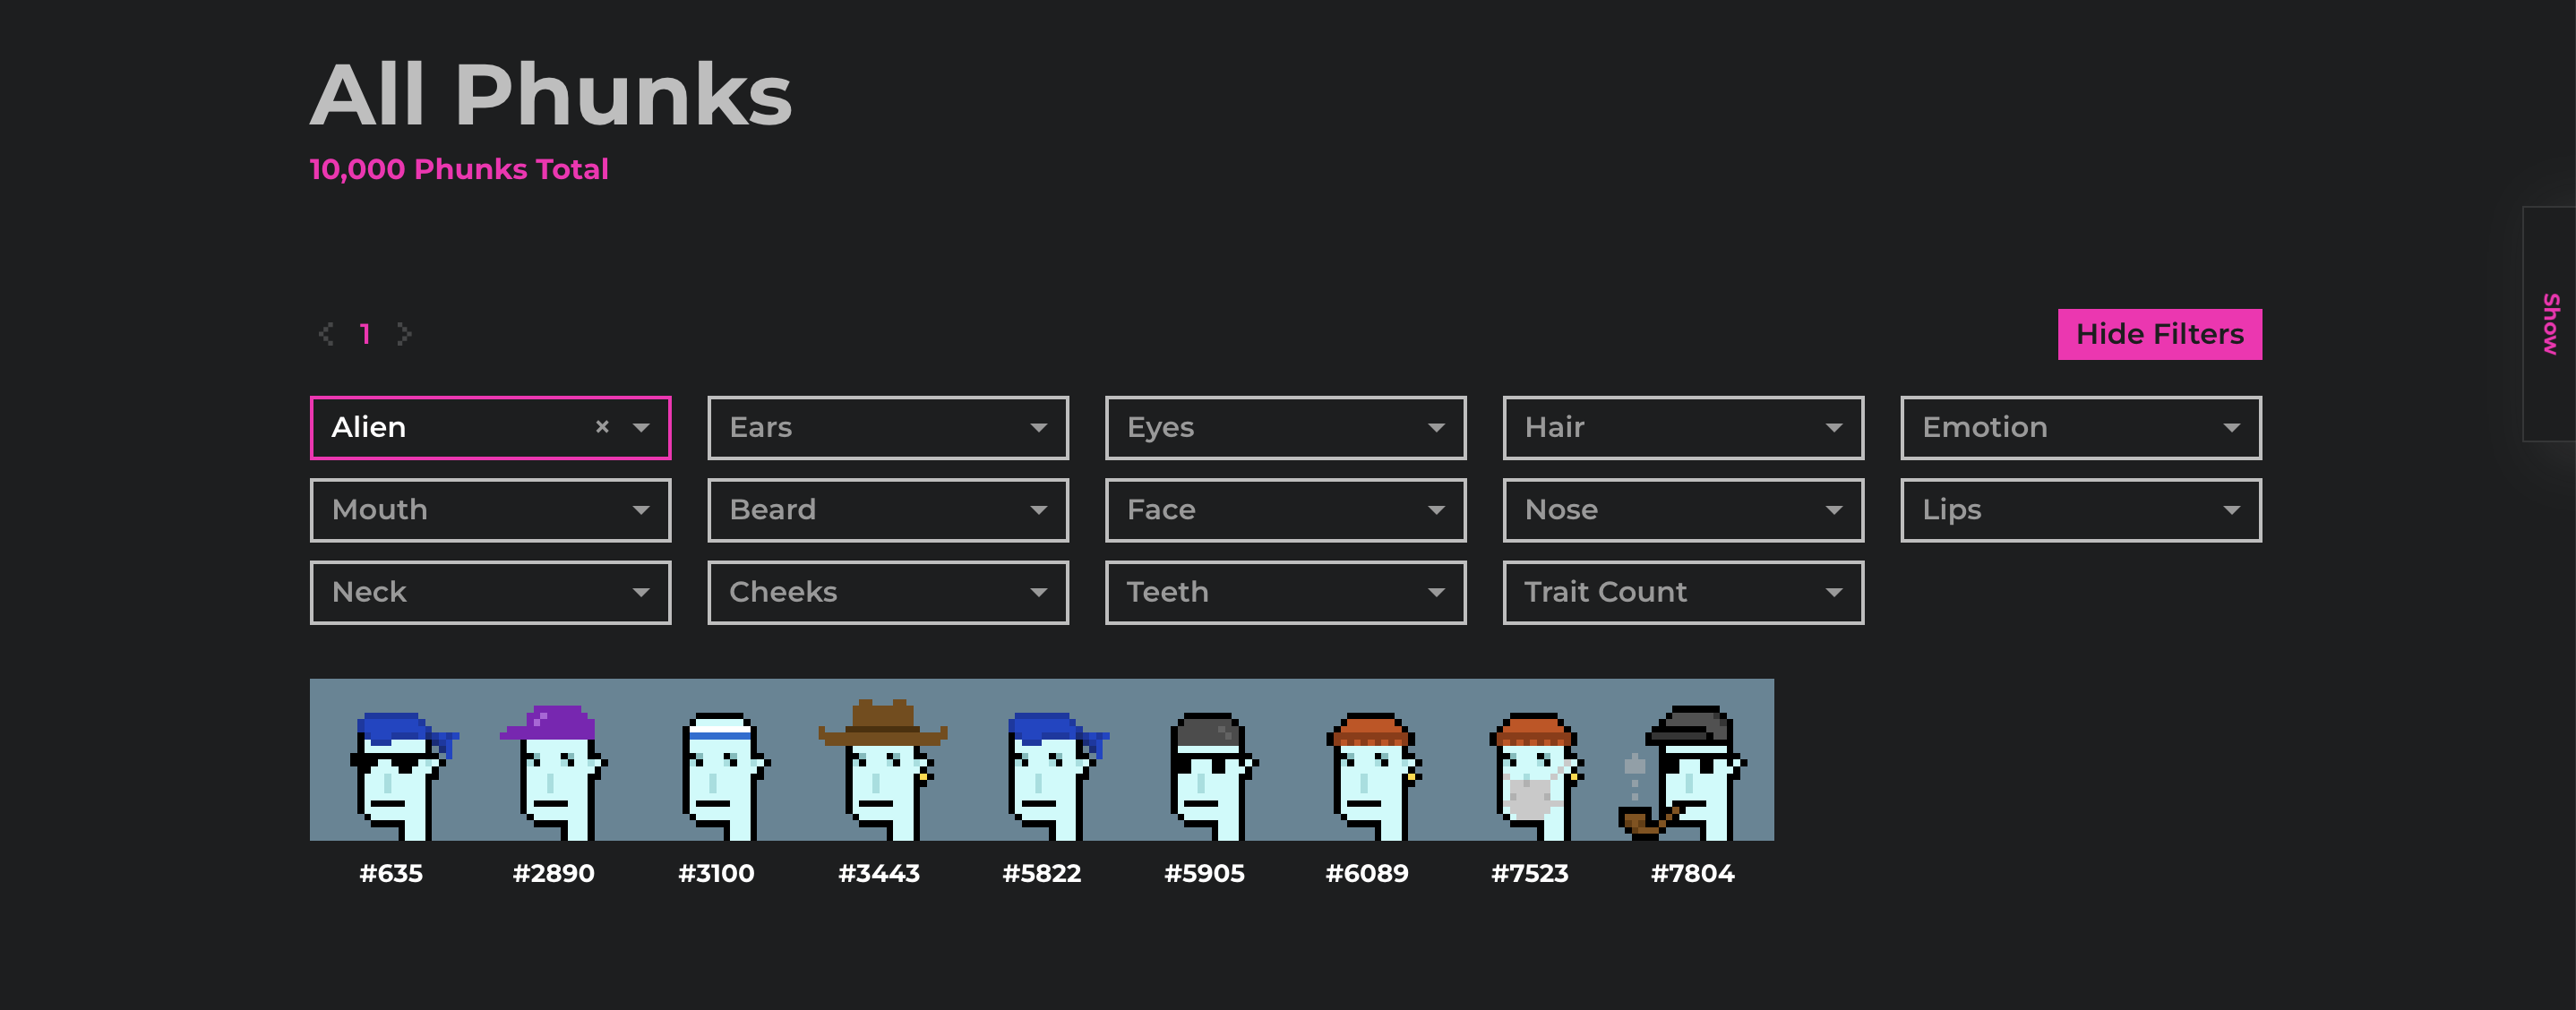 All Phunks
10,000 Phunks Total
1
Hide Filters
Show
Alien ×
Ears
Eyes
Hair
Emotion
Mouth
Beard
Face
Nose
Lips
Neck
Cheeks
Teeth
Trait Count
#635
#2890
#3100
#3443
#5822
#5905
#6089
#7523
#7804